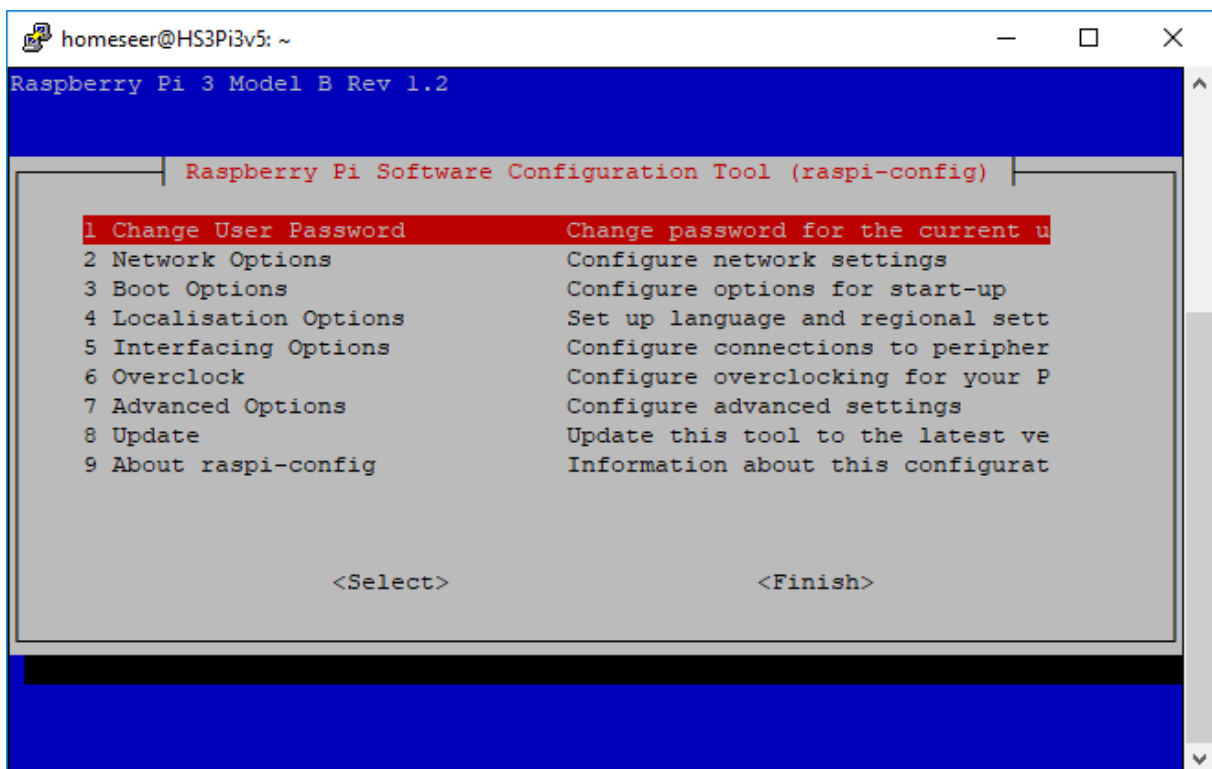 homeseer@HS3Pi3v5: ~
Raspberry Pi 3 Model B Rev 1.2
Raspberry Pi Software Configuration Tool (raspi-config)
1 Change User Password Change password for the current u
2 Network Options Configure network settings
3 Boot Options Configure options for start-up
4 Localisation Options Set up language and regional sett
5 Interfacing Options Configure connections to peripher
6 Overclock Configure overclocking for your P
7 Advanced Options Configure advanced settings
8 Update Update this tool to the latest ve
9 About raspi-config Information about this configurat
<Select> <Finish>